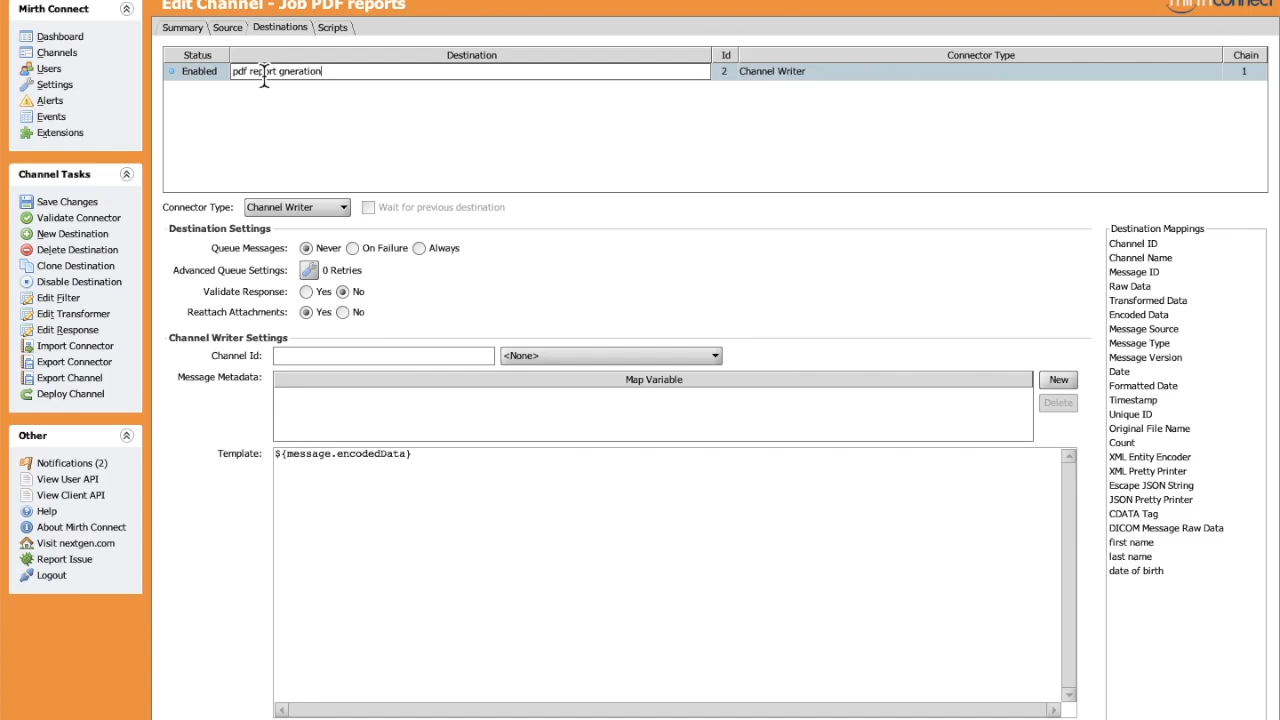 Mirth Connect
Dashboard
Channels
Users
Settings
Alerts
Events
Extensions
Channel Tasks
Save Changes
Validate Connector
New Destination
Delete Destination
Clone Destination
Disable Destination
Edit Filter
Edit Transformer
Edit Response
Import Connector
Export Connector
Export Channel
Deploy Channel
Other
Notifications (2)
View User API
View Client API
Help
About Mirth Connect
Visit nextgen.com
Report Issue
Logout
Edit Channel - Job PDF reports
mirth connect
Summary Source Destinations Scripts
Status Destination Id Connector Type Chain
Enabled pdf report gneration 2 Channel Writer 1
Connector Type: Channel Writer Wait for previous destination
Destination Settings
Queue Messages: Never On Failure Always
Advanced Queue Settings: 0 Retries
Validate Response: Yes No
Reattach Attachments: Yes No
Channel Writer Settings
Channel Id: <None>
Message Metadata: Map Variable New
Delete
Template: ${message.encodedData}
Destination Mappings
Channel ID
Channel Name
Message ID
Raw Data
Transformed Data
Encoded Data
Message Source
Message Type
Message Version
Date
Formatted Date
Timestamp
Unique ID
Original File Name
Count
XML Entity Encoder
XML Pretty Printer
Escape JSON String
JSON Pretty Printer
CDATA Tag
DICOM Message Raw Data
first name
last name
date of birth